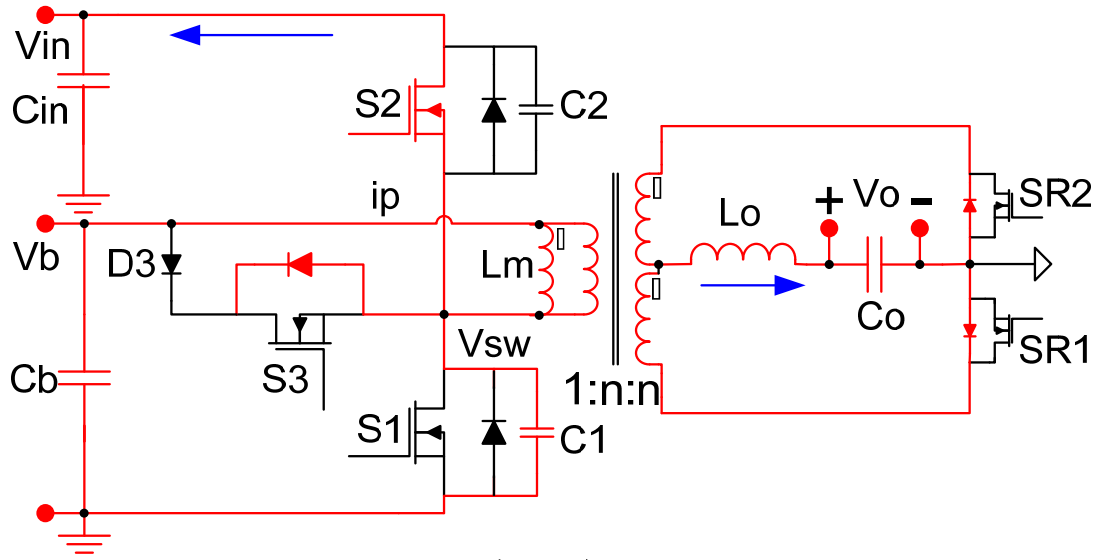 Vin
Cin
S2
C2
ip
Vb
D3
Lm
Vsw
S3
Cb
S1
C1
1:n:n
Lo
+ Vo -
Co
SR2
SR1